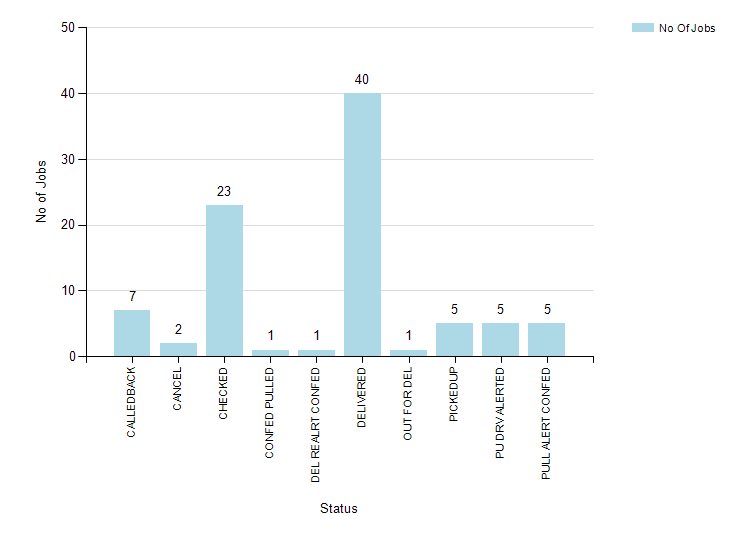 50
40
30
20
10
0
No of Jobs
7
2
23
1
1
40
1
5
5
5
CALLEDBACK
CANCEL
CHECKED
CONFED PULLED
DEL REALRT CONFED
DELIVERED
OUT FOR DEL
PICKEDUP
PU DRV ALERTED
PULL ALERT CONFED
Status
No Of Jobs